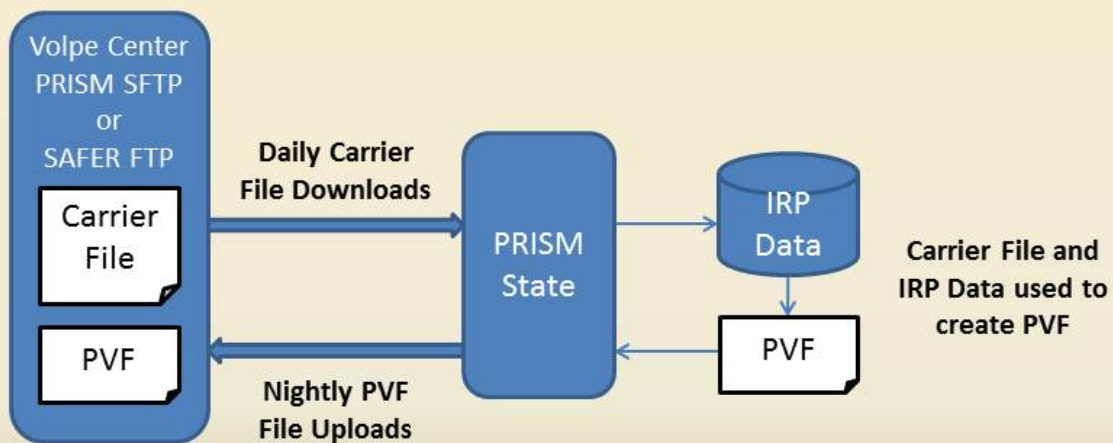 Volpe Center
PRISM SFTP
or
SAFER FTP
Carrier
File
PVF
Daily Carrier
File Downloads
Nightly PVF
File Uploads
PRISM
State
IRP
Data
PVF
Carrier File and
IRP Data used to
create PVF